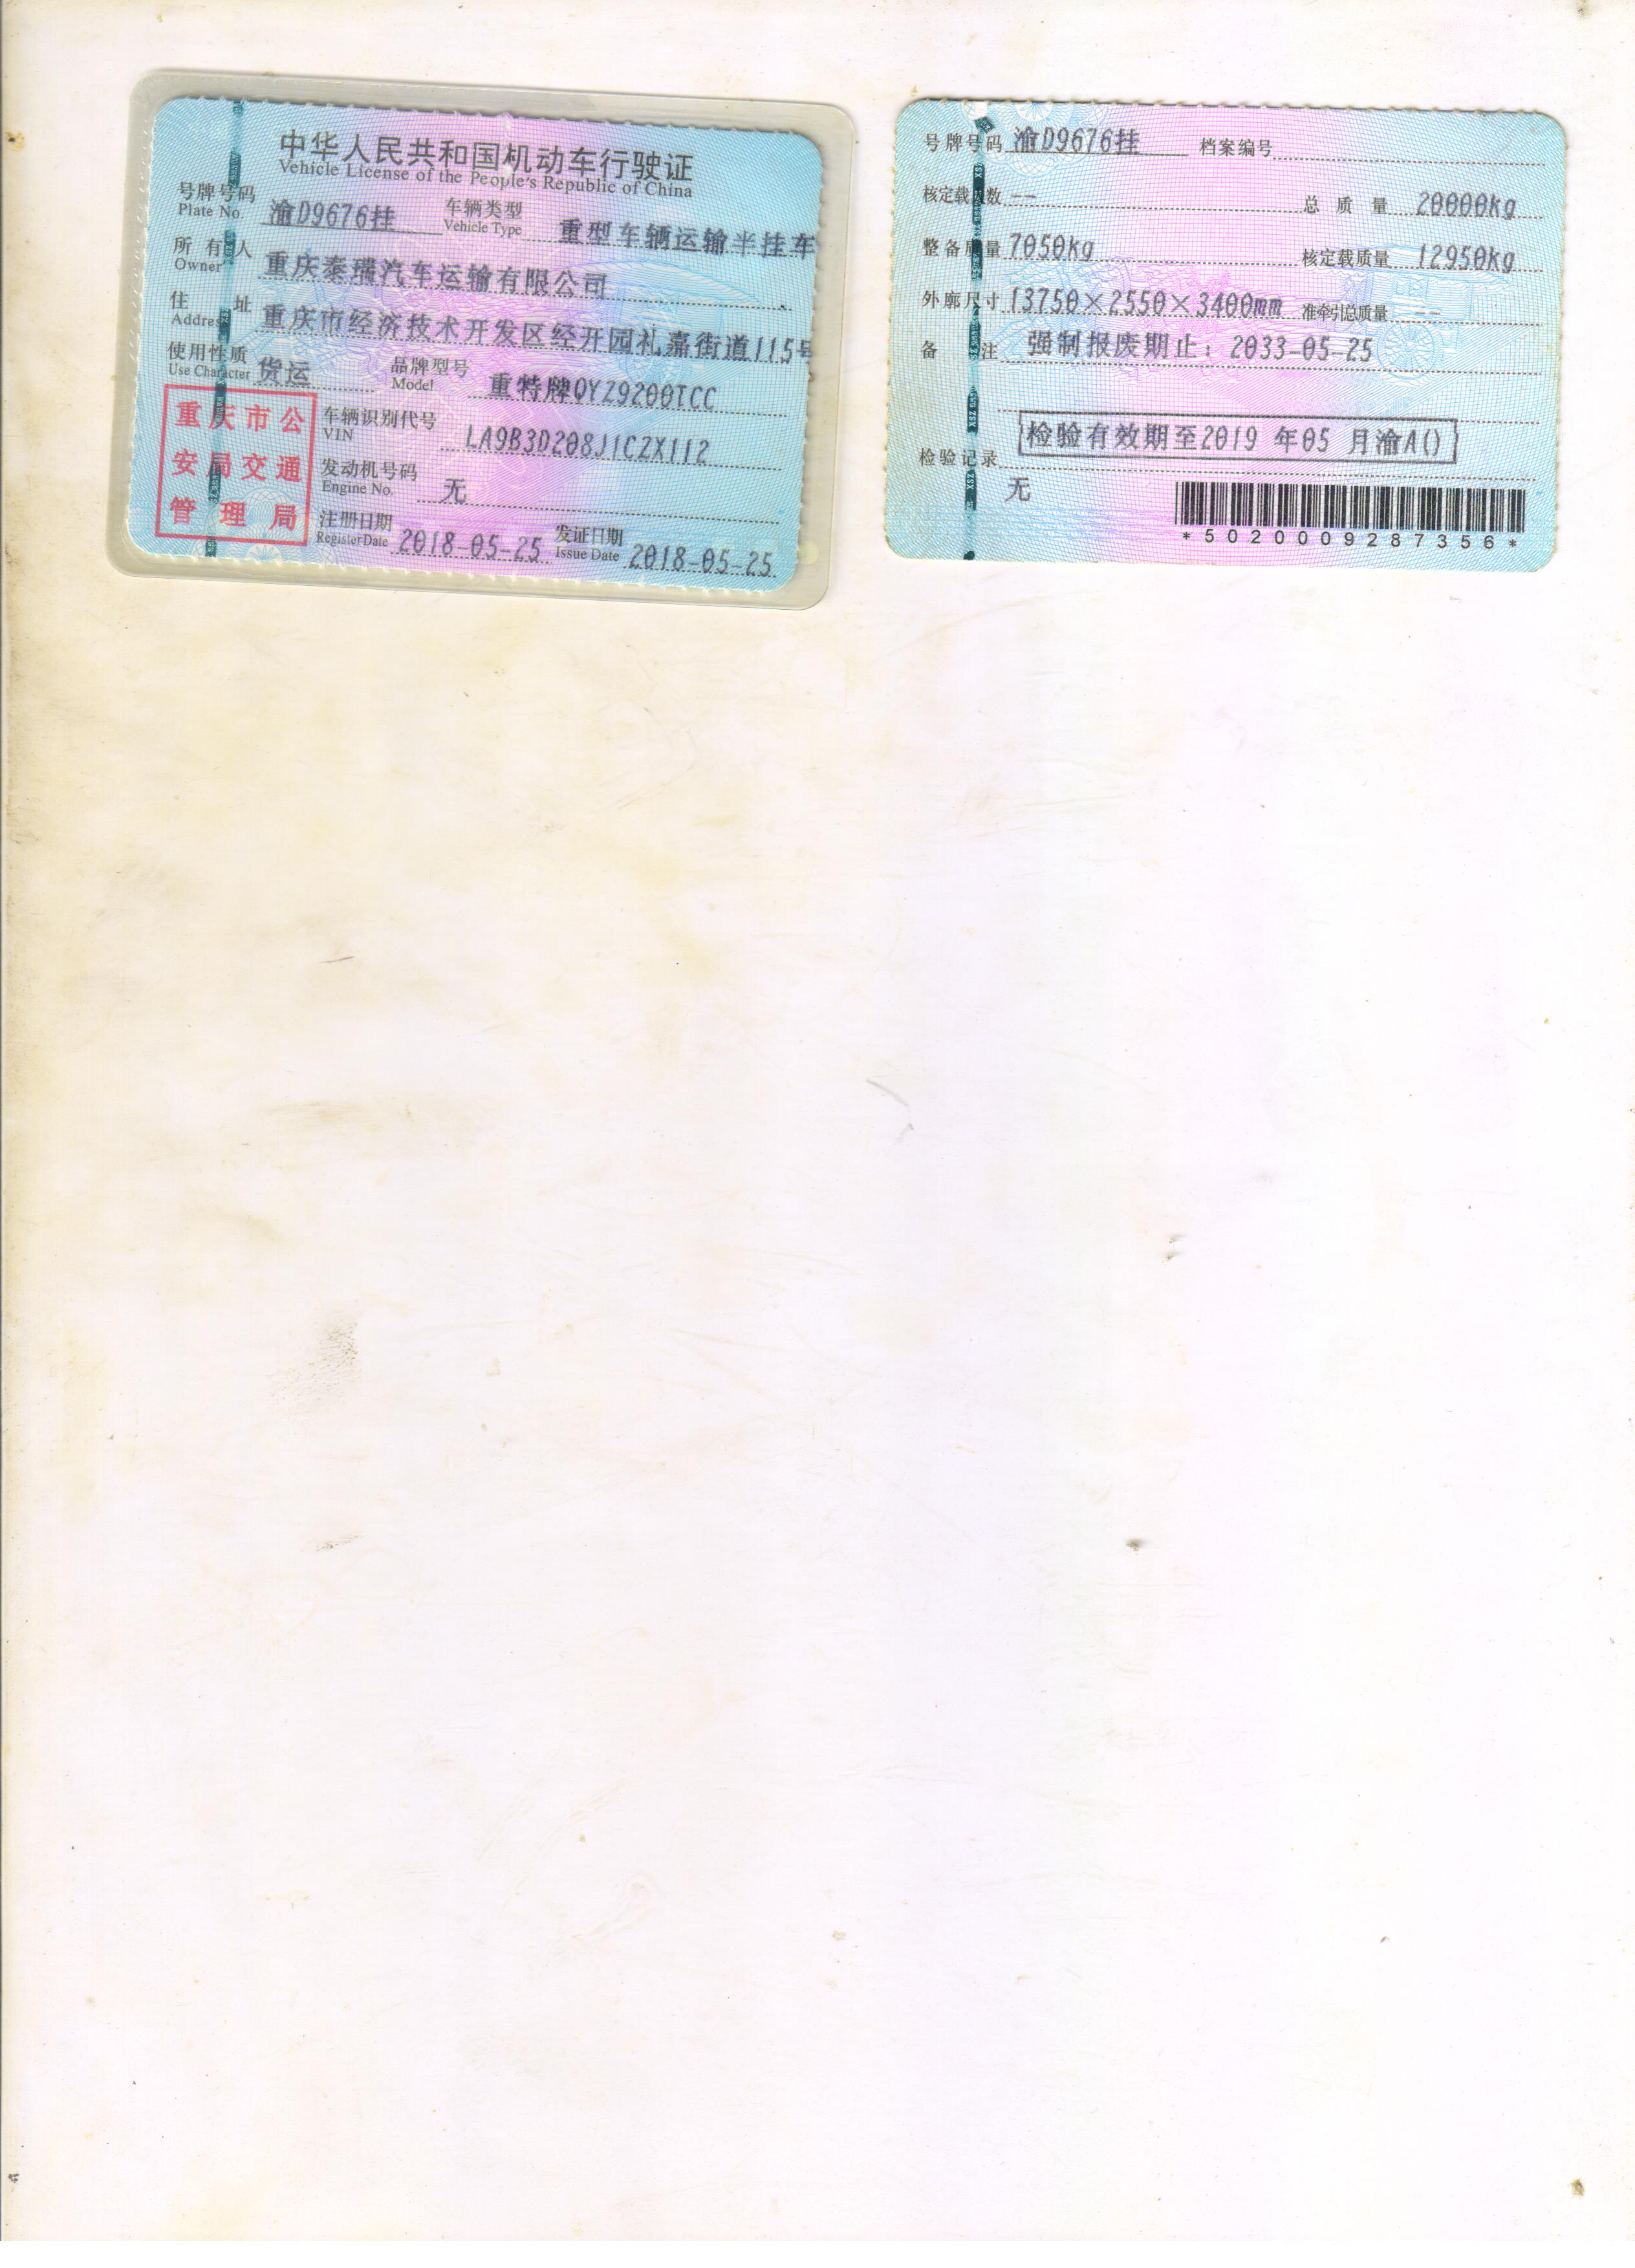 中华人民共和国机动车行驶证
Vehicle License of the People's Republic of China
号牌号码 渝D9676挂 车辆类型 重型车辆运输半挂车
Plate No. Vehicle Type
所有人 重庆泰瑞汽车运输有限公司
Owner
住址 重庆市经济技术开发区经开园礼嘉街道115号
Address
使用性质 货运 品牌型号 重特牌QYZ9200TCC
Use Character Model
重庆市公
安局交通
管理局
车辆识别代号 LA9B3D208J1CZX112
VIN
发动机号码 无
Engine No.
注册日期 2018-05-25 发证日期 2018-05-25
Register Date Issue Date
号牌号码 渝D9676挂 档案编号
核定载人数 -- 总质量 20000kg
整备质量 7050kg 核定载质量 12950kg
外廓尺寸 13750×2550×3400mm 准牵引总质量 --
备注 强制报废期止：2033-05-25
检验有效期至2019 年05 月渝A()
检验记录
无
*5020009287356*